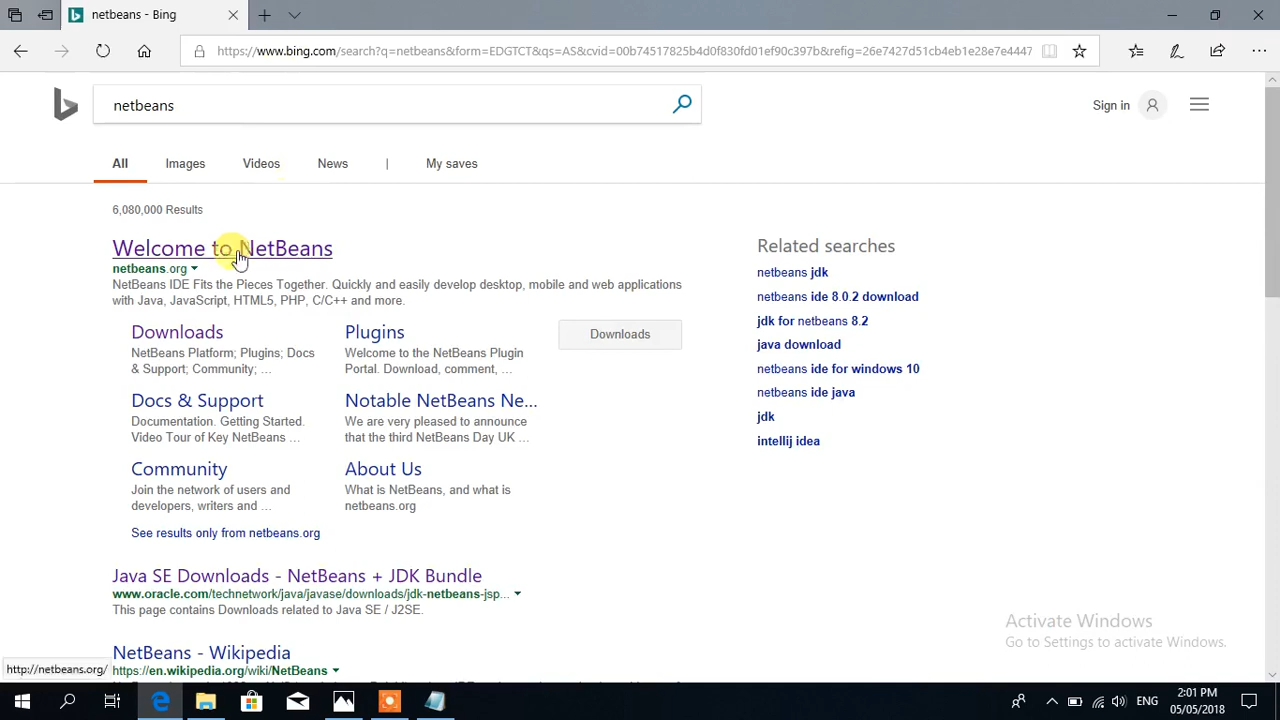 netbeans - Bing
https://www.bing.com/search?q=netbeans&form=EDGTCT&qs=AS&cvid=00b74517825b4d0f830fd01ef90c397b&refig=26e7427d51cb4eb1e28e7e4447
netbeans
Sign in
All Images Videos News | My saves
6,080,000 Results
Welcome to NetBeans
netbeans.org
NetBeans IDE Fits the Pieces Together. Quickly and easily develop desktop, mobile and web applications
with Java, JavaScript, HTML5, PHP, C/C++ and more.
Downloads
NetBeans Platform; Plugins; Docs
& Support; Community; ...
Plugins
Welcome to the NetBeans Plugin
Portal. Download, comment, ...
Downloads
Docs & Support
Documentation. Getting Started.
Video Tour of Key NetBeans ...
Notable NetBeans Ne...
We are very pleased to announce
that the third NetBeans Day UK ...
Community
Join the network of users and
developers, writers and ...
About Us
What is NetBeans, and what is
netbeans.org
See results only from netbeans.org
Java SE Downloads - NetBeans + JDK Bundle
www.oracle.com/technetwork/java/javase/downloads/jdk-netbeans-jsp...
This page contains Downloads related to Java SE / J2SE.
NetBeans - Wikipedia
https://en.wikipedia.org/wiki/NetBeans
Related searches
netbeans jdk
netbeans ide 8.0.2 download
jdk for netbeans 8.2
java download
netbeans ide for windows 10
netbeans ide java
jdk
intellij idea
Activate Windows
Go to Settings to activate Windows.
http://netbeans.org/
ENG
2:01 PM
05/05/2018